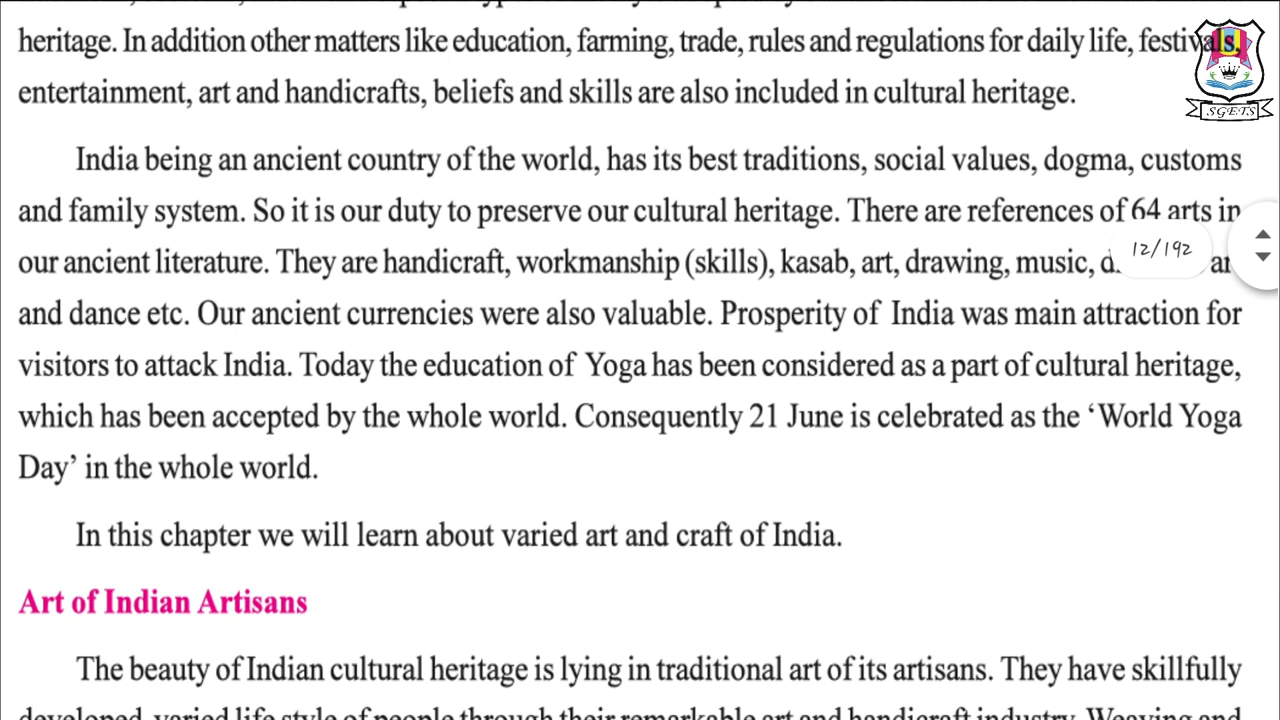 heritage. In addition other matters like education, farming, trade, rules and regulations for daily life, festivals,
entertainment, art and handicrafts, beliefs and skills are also included in cultural heritage.
India being an ancient country of the world, has its best traditions, social values, dogma, customs
and family system. So it is our duty to preserve our cultural heritage. There are references of 64 arts in
our ancient literature. They are handicraft, workmanship (skills), kasab, art, drawing, music,
and dance etc. Our ancient currencies were also valuable. Prosperity of India was main attraction for
visitors to attack India. Today the education of Yoga has been considered as a part of cultural heritage,
which has been accepted by the whole world. Consequently 21 June is celebrated as the ‘World Yoga
Day’ in the whole world.
In this chapter we will learn about varied art and craft of India.
Art of Indian Artisans
The beauty of Indian cultural heritage is lying in traditional art of its artisans. They have skillfully
developed varied life style of people through their remarkable art and handicraft industry. Weaving and
SGETS
12/192